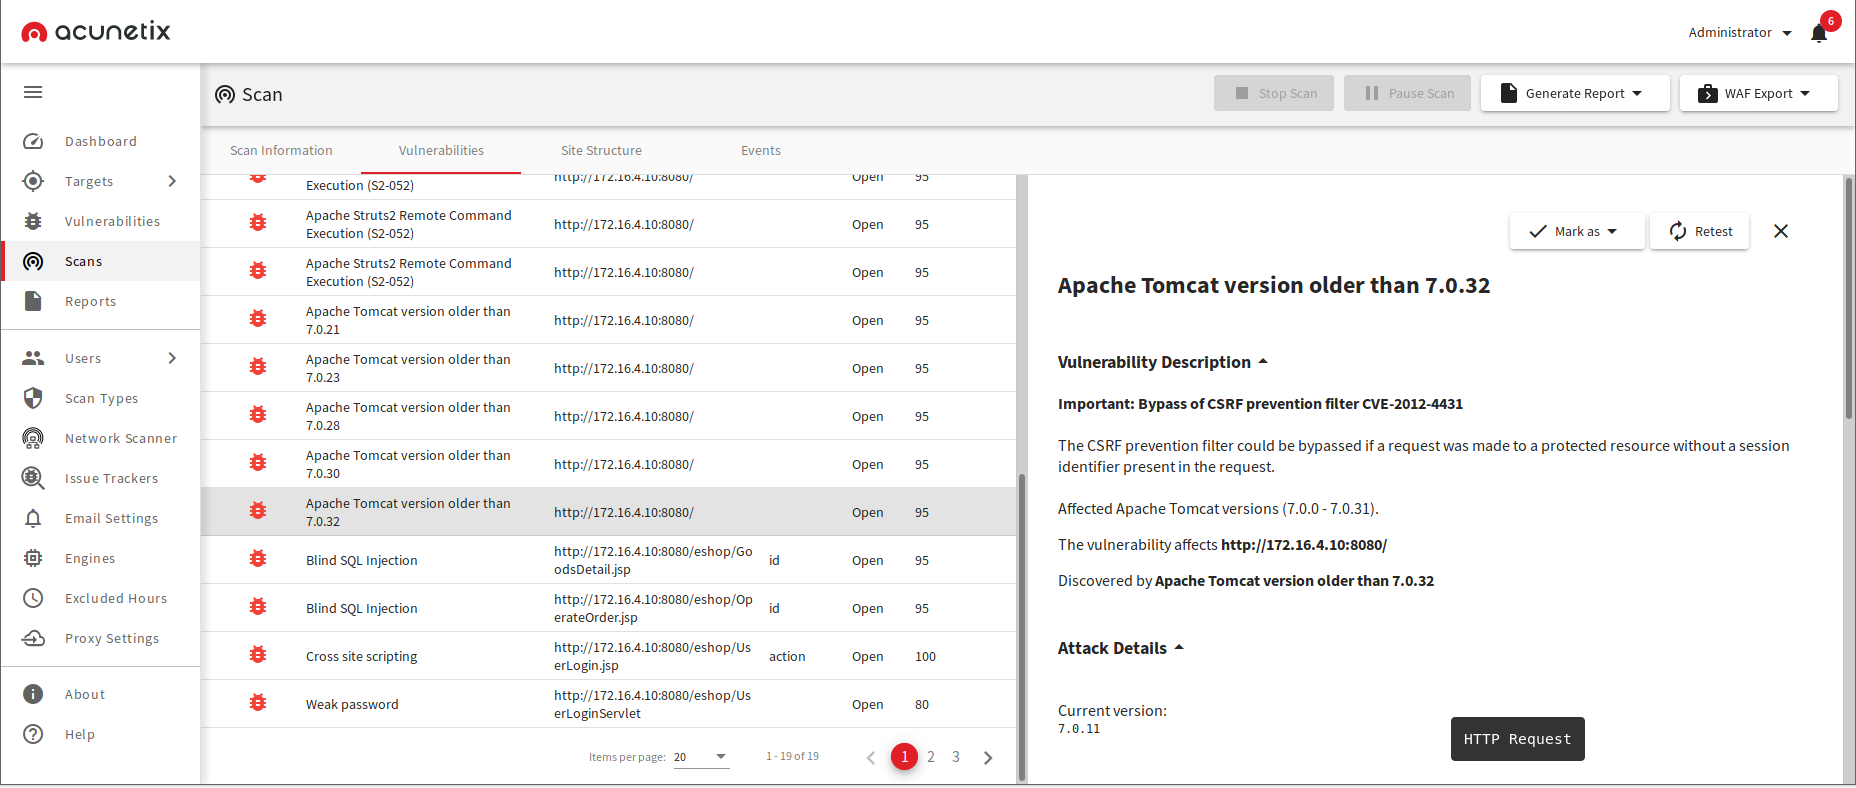 acunetix
Administrator
6
Scan
Stop Scan
Pause Scan
Generate Report
WAF Export
Dashboard
Targets
Vulnerabilities
Scans
Reports
Users
Scan Types
Network Scanner
Issue Trackers
Email Settings
Engines
Excluded Hours
Proxy Settings
About
Help
Scan Information
Vulnerabilities
Site Structure
Events
Execution (S2-052)
http://172.16.4.10:8080/
Open
95
Apache Struts2 Remote Command
Execution (S2-052)
http://172.16.4.10:8080/
Open
95
Apache Struts2 Remote Command
Execution (S2-052)
http://172.16.4.10:8080/
Open
95
Apache Tomcat version older than
7.0.21
http://172.16.4.10:8080/
Open
95
Apache Tomcat version older than
7.0.23
http://172.16.4.10:8080/
Open
95
Apache Tomcat version older than
7.0.28
http://172.16.4.10:8080/
Open
95
Apache Tomcat version older than
7.0.30
http://172.16.4.10:8080/
Open
95
Apache Tomcat version older than
7.0.32
http://172.16.4.10:8080/
Open
95
Blind SQL Injection
http://172.16.4.10:8080/eshop/Go
odsDetail.jsp
id
Open
95
Blind SQL Injection
http://172.16.4.10:8080/eshop/Op
erateOrder.jsp
id
Open
95
Cross site scripting
http://172.16.4.10:8080/eshop/Us
erLogin.jsp
action
Open
100
Weak password
http://172.16.4.10:8080/eshop/Us
erLoginServlet
Open
80
Items per page: 20
1 - 19 of 19
1 2 3
Mark as
Retest
Apache Tomcat version older than 7.0.32
Vulnerability Description
Important: Bypass of CSRF prevention filter CVE-2012-4431
The CSRF prevention filter could be bypassed if a request was made to a protected resource without a session
identifier present in the request.
Affected Apache Tomcat versions (7.0.0 - 7.0.31).
The vulnerability affects http://172.16.4.10:8080/
Discovered by Apache Tomcat version older than 7.0.32
Attack Details
Current version:
7.0.11
HTTP Request